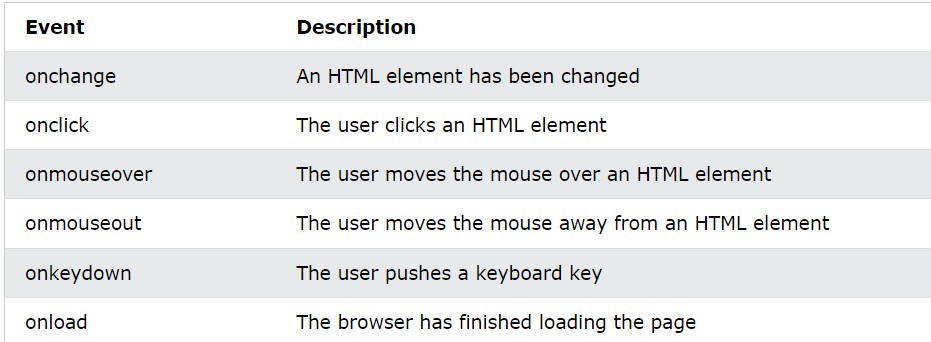 Event Description
onchange An HTML element has been changed
onclick The user clicks an HTML element
onmouseover The user moves the mouse over an HTML element
onmouseout The user moves the mouse away from an HTML element
onkeydown The user pushes a keyboard key
onload The browser has finished loading the page